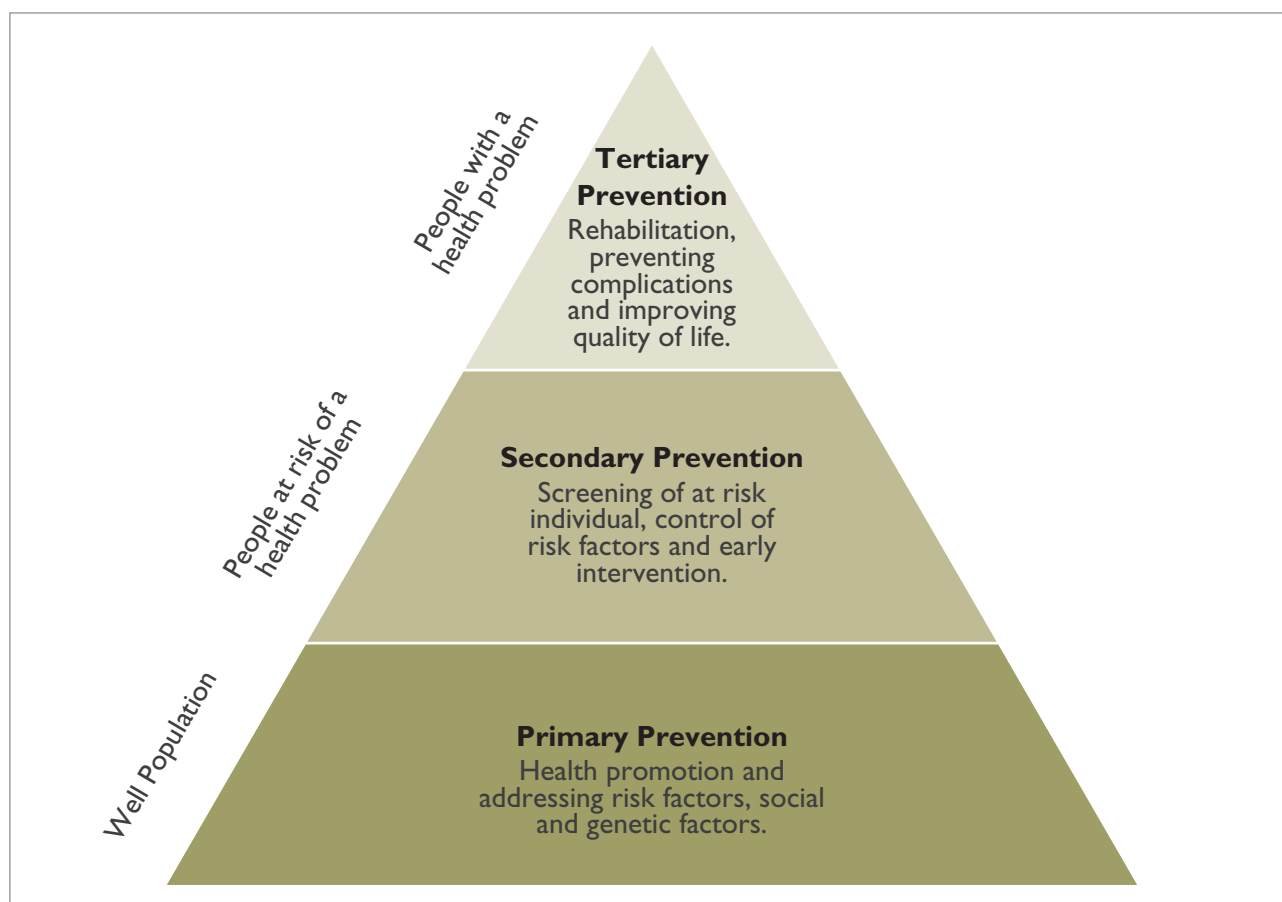 People with a
health problem
Tertiary
Prevention
Rehabilitation,
preventing
complications
and improving
quality of life.
People at risk of a
health problem
Secondary Prevention
Screening of at risk
individual, control of
risk factors and early
intervention.
Well Population
Primary Prevention
Health promotion and
addressing risk factors, social
and genetic factors.